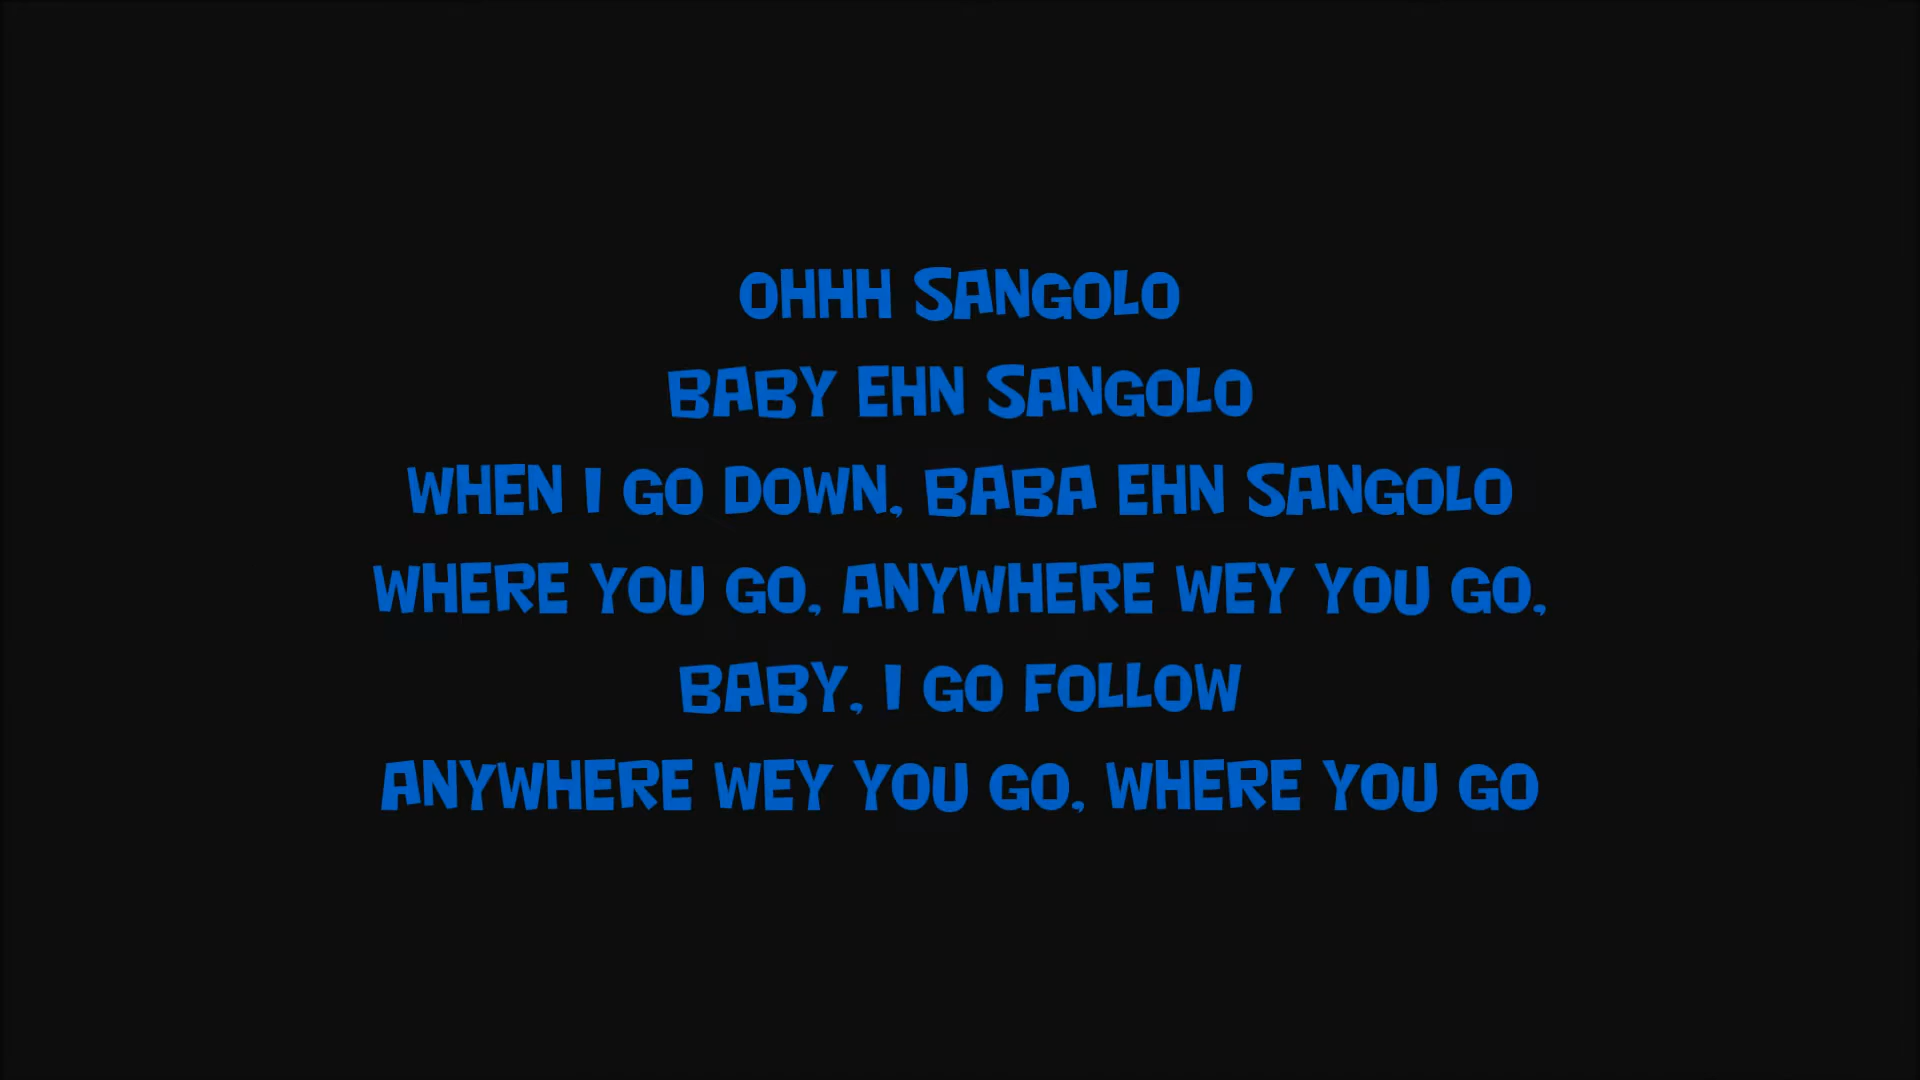 OHHH SANGOLO
BABY EHN SANGOLO
WHEN I GO DOWN, BABA EHN SANGOLO
WHERE YOU GO, ANYWHERE WEY YOU GO,
BABY, I GO FOLLOW
ANYWHERE WEY YOU GO, WHERE YOU GO